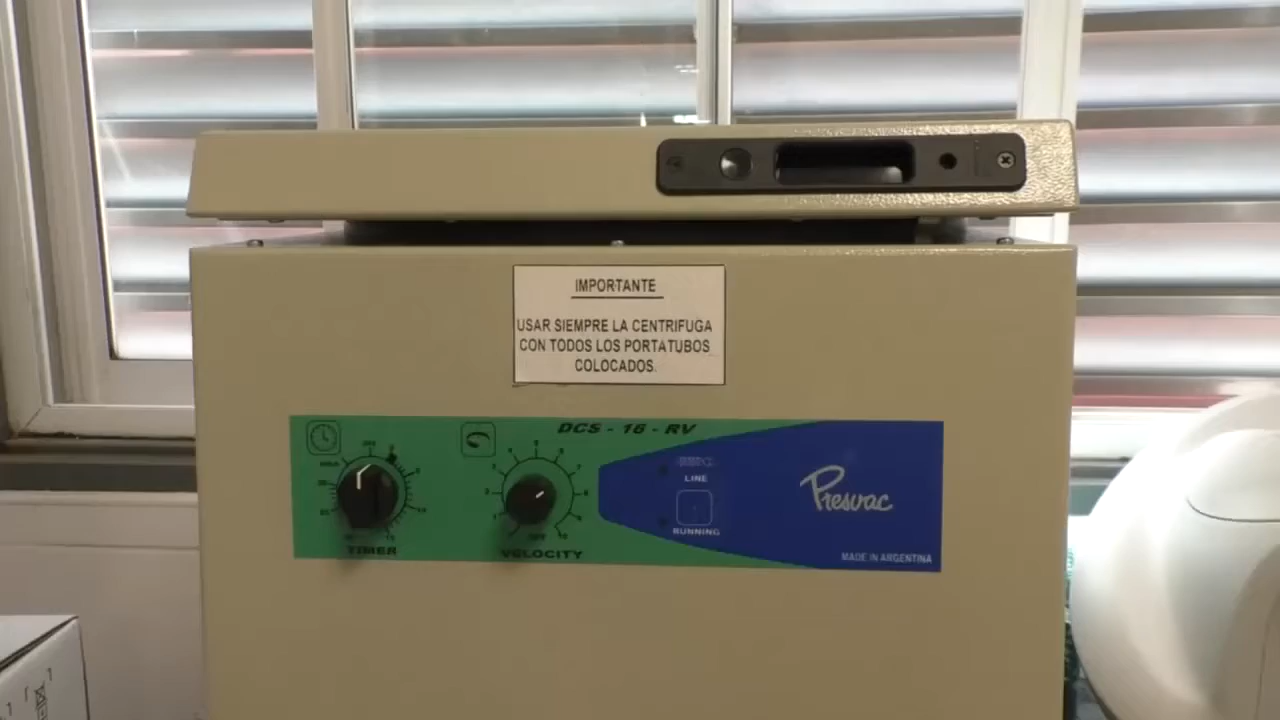 IMPORTANTE
USAR SIEMPRE LA CENTRIFUGA
CON TODOS LOS PORTATUBOS
COLOCADOS.
DCS - 16 - RV
LINE
Presvac
RUNNING
TIMER
VELOCITY
MADE IN ARGENTINA